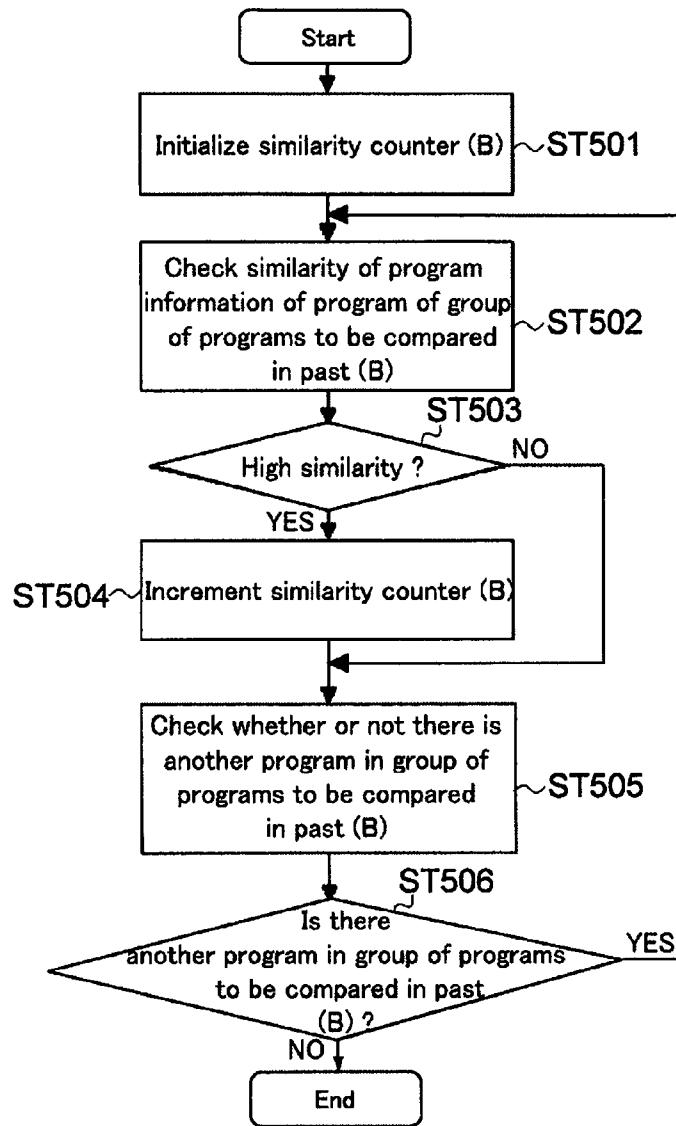 Start
Initialize similarity counter (B)
ST501
Check similarity of program
information of program of group
of programs to be compared
in past (B)
ST502
ST503
High similarity ?
NO
YES
ST504
Increment similarity counter (B)
Check whether or not there is
another program in group of
programs to be compared
in past (B)
ST505
ST506
Is there
another program in group of programs
to be compared in past
(B) ?
YES
NO
End